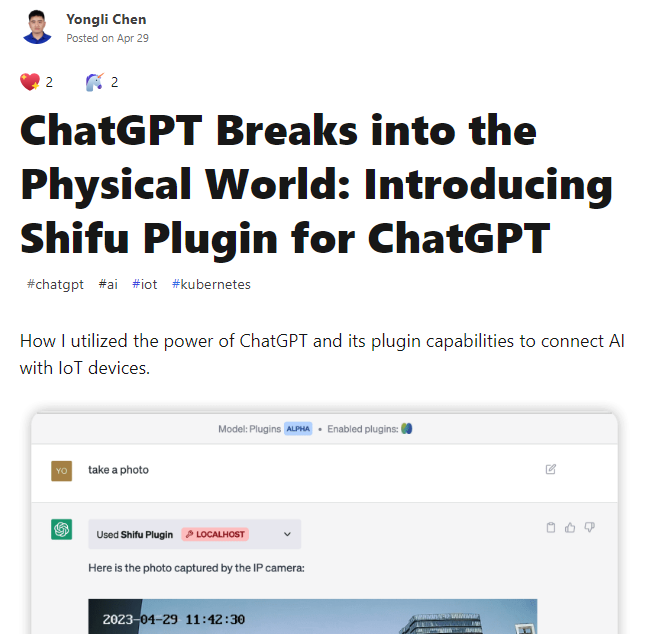 Yongli Chen
Posted on Apr 29
2 2
ChatGPT Breaks into the
Physical World: Introducing
Shifu Plugin for ChatGPT
#chatgpt #ai #iot #kubernetes
How I utilized the power of ChatGPT and its plugin capabilities to connect AI
with IoT devices.
Model: Plugins ALPHA • Enabled plugins:
YO take a photo
Used Shifu Plugin LOCALHOST
Here is the photo captured by the IP camera:
2023-04-29 11:42:30